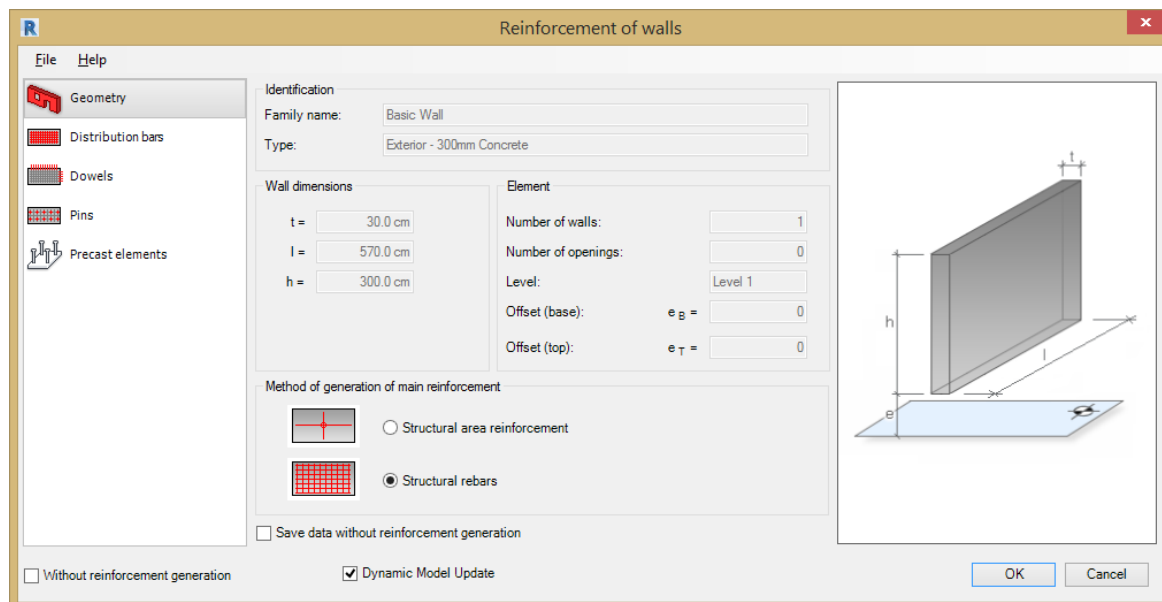 R
Reinforcement of walls
x
File Help
Geometry
Distribution bars
Dowels
Pins
Precast elements
Identification
Family name: Basic Wall
Type: Exterior - 300mm Concrete
Wall dimensions
t = 30.0 cm
l = 570.0 cm
h = 300.0 cm
Element
Number of walls: 1
Number of openings: 0
Level: Level 1
Offset (base): e B = 0
Offset (top): e T = 0
Method of generation of main reinforcement
Structural area reinforcement
Structural rebars
Save data without reinforcement generation
t
h
l
e
Without reinforcement generation
Dynamic Model Update
OK Cancel